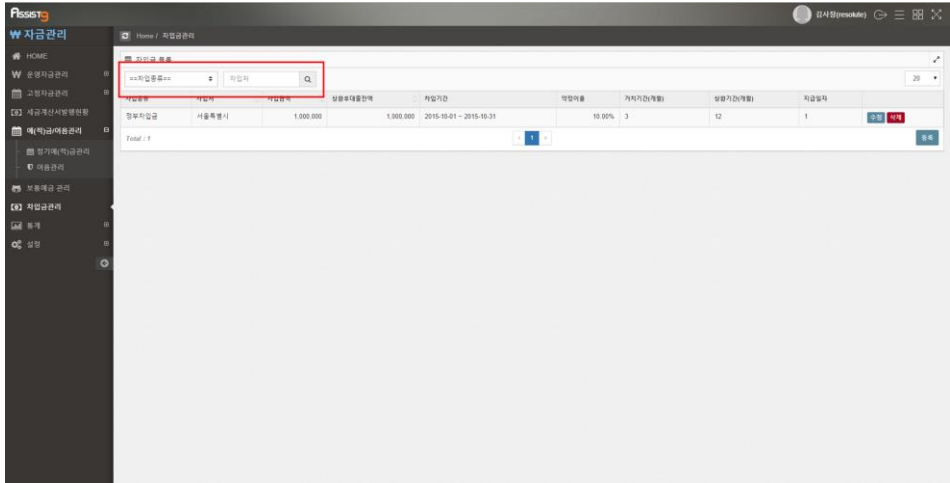 Assist9
김사장(resolute)
₩ 자금관리
Home / 차입금관리
HOME
운영자금관리
고정자금관리
세금계산서발행현황
예(적)금/어음관리
정기예(적)금관리
어음관리
보통예금 관리
차입금관리
통계
설정
차입금 목록
==차입종류==
차입처
20
차입종류 차입처 차입금액 상환후대출잔액 차입기간 약정이율 거치기간(개월) 상환기간(개월) 지급일자
정부차입금 서울특별시 1,000,000 1,000,000 2015-10-01 ~ 2015-10-31 10.00% 3 12 1 수정 삭제
Total : 1
1
등록